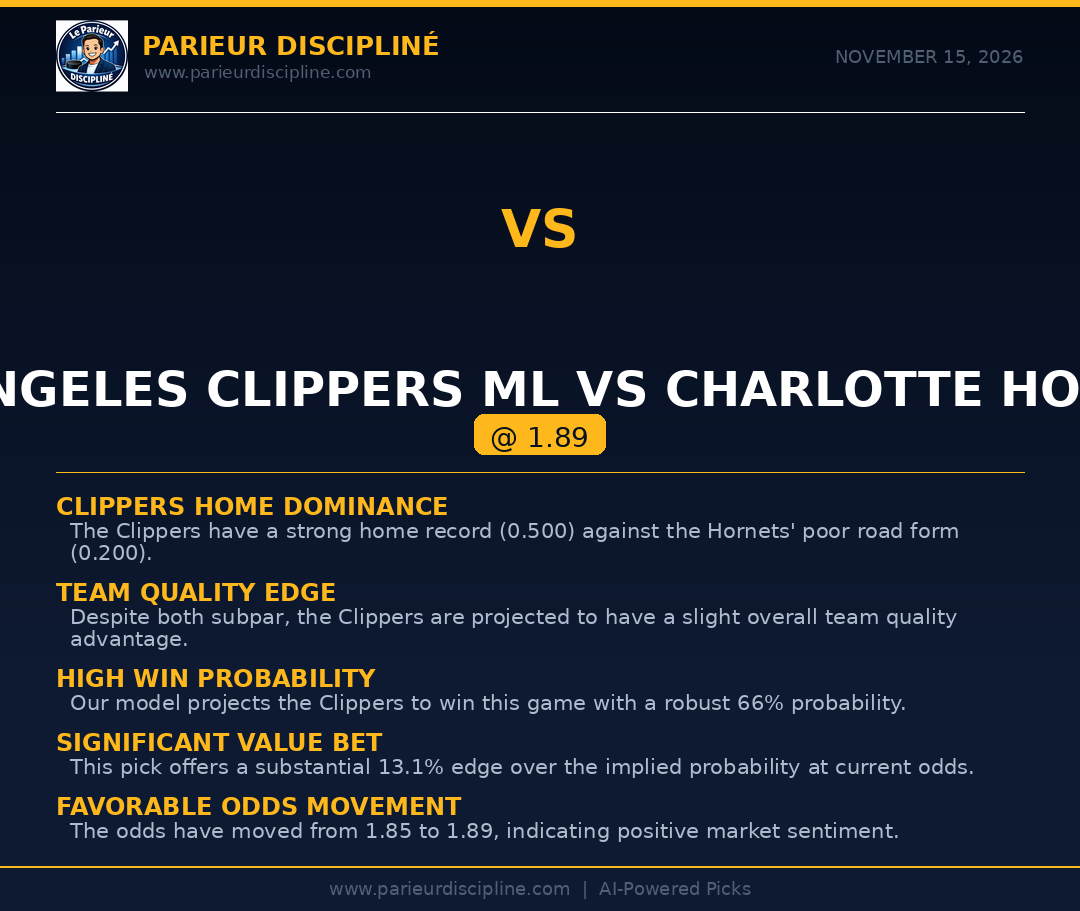 Le Parieur
DISCIPLINÉ
PARIEUR DISCIPLINÉ
www.parieurdiscipline.com
NOVEMBER 15, 2026
VS
NGELES CLIPPERS ML VS CHARLOTTE HO
@ 1.89
CLIPPERS HOME DOMINANCE
The Clippers have a strong home record (0.500) against the Hornets' poor road form
(0.200).
TEAM QUALITY EDGE
Despite both subpar, the Clippers are projected to have a slight overall team quality
advantage.
HIGH WIN PROBABILITY
Our model projects the Clippers to win this game with a robust 66% probability.
SIGNIFICANT VALUE BET
This pick offers a substantial 13.1% edge over the implied probability at current odds.
FAVORABLE ODDS MOVEMENT
The odds have moved from 1.85 to 1.89, indicating positive market sentiment.
www.parieurdiscipline.com | AI-Powered Picks